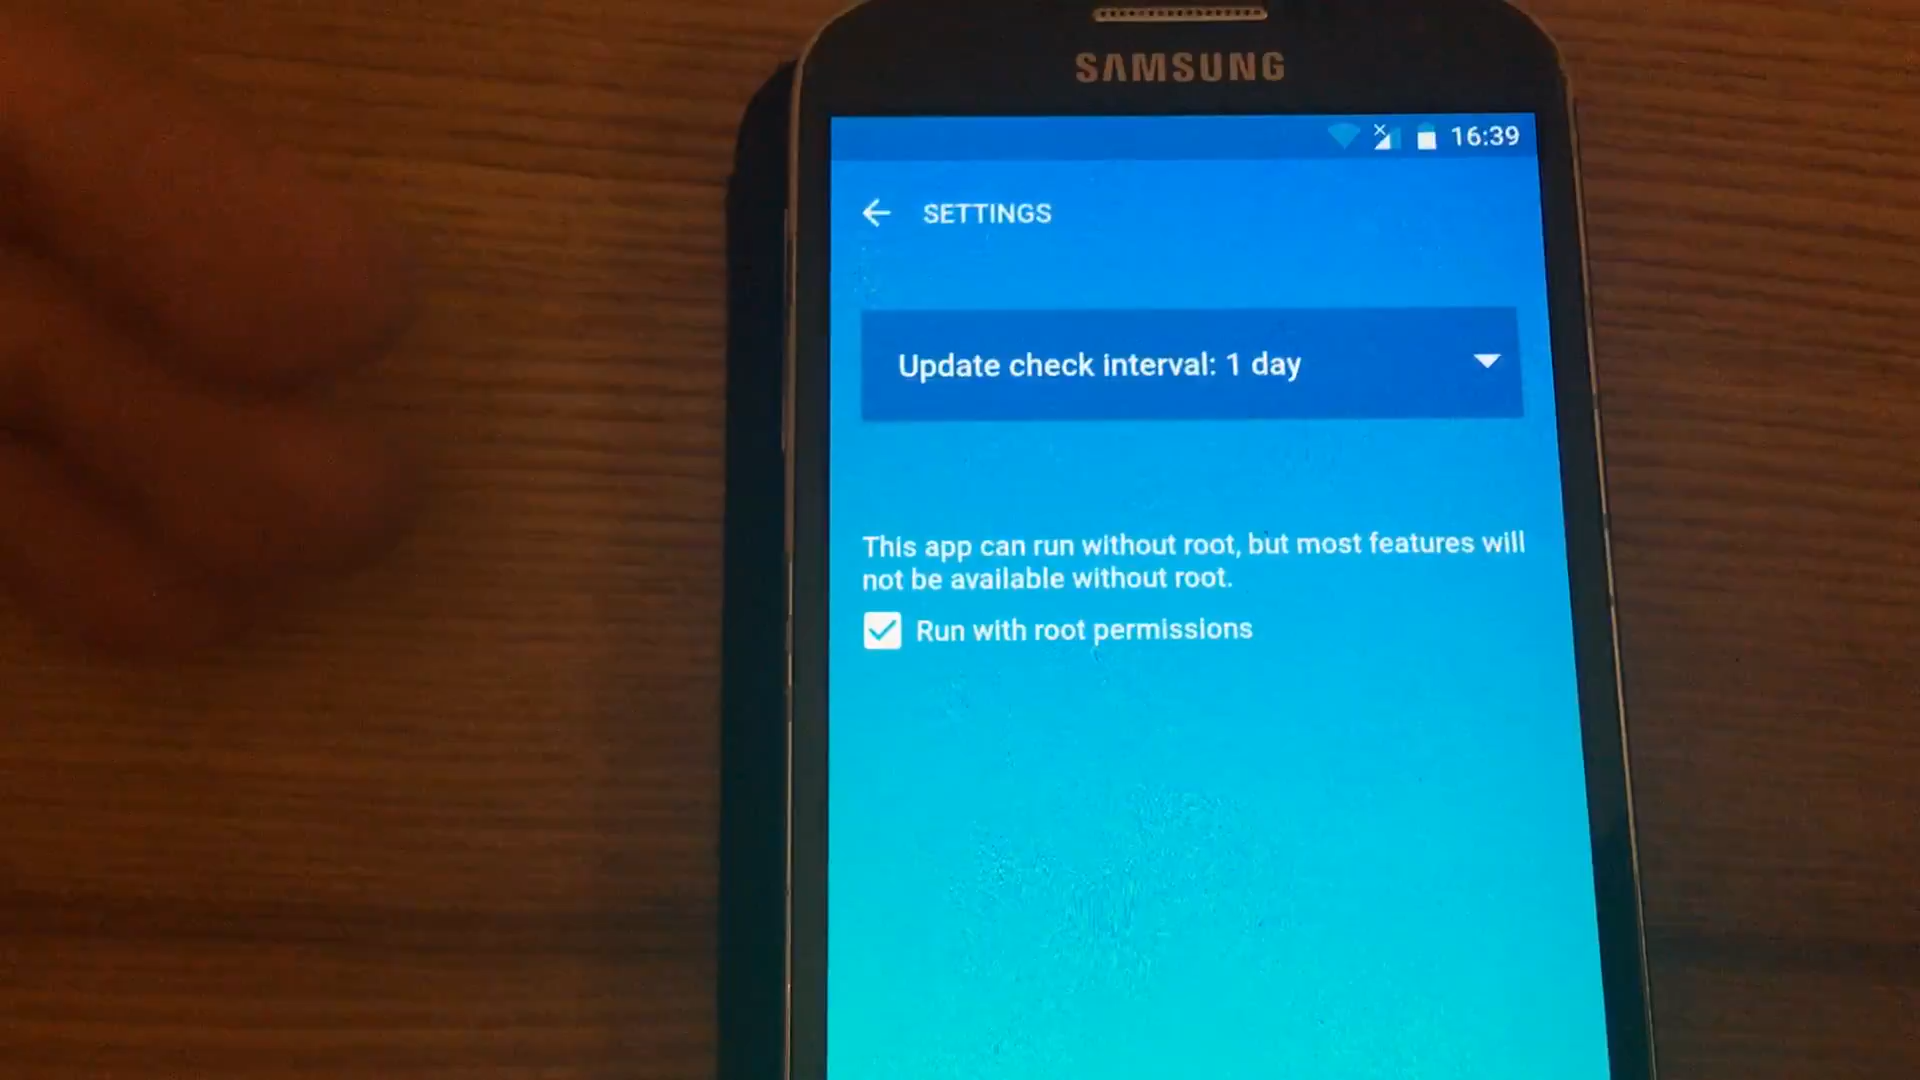 SAMSUNG
16:39
SETTINGS
Update check interval: 1 day
This app can run without root, but most features will
not be available without root.
Run with root permissions